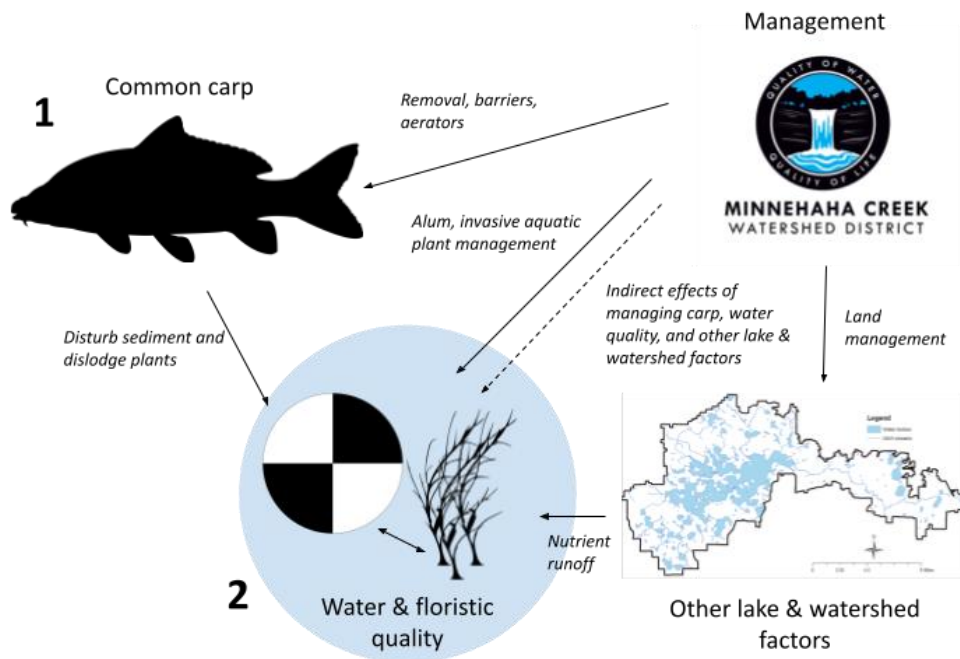 Management
QUALITY OF WATER
QUALITY OF LIFE
MINNEHAHA CREEK
WATERSHED DISTRICT
Common carp
1
Removal, barriers,
aerators
Alum, invasive aquatic
plant management
Indirect effects of
managing carp, water
quality, and other lake &
watershed factors
Land
management
Disturb sediment and
dislodge plants
Legend
Nutrient
runoff
2
Water & floristic
quality
Other lake & watershed
factors